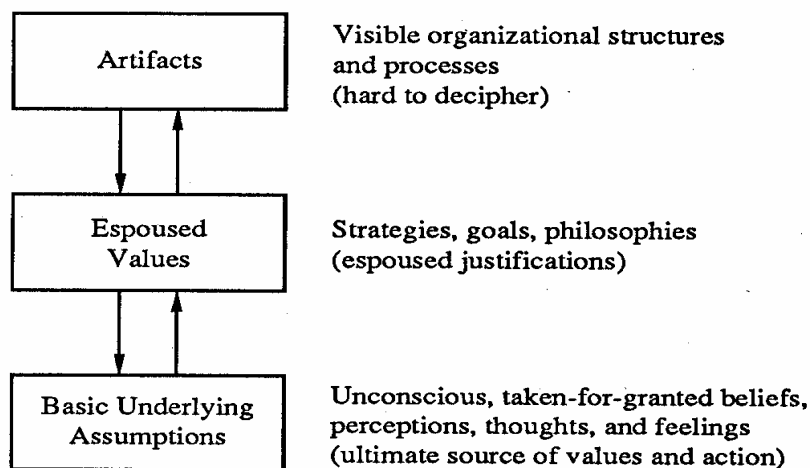 Artifacts
Visible organizational structures
and processes
(hard to decipher)
Espoused
Values
Strategies, goals, philosophies
(espoused justifications)
Basic Underlying
Assumptions
Unconscious, taken-for-granted beliefs,
perceptions, thoughts, and feelings
(ultimate source of values and action)